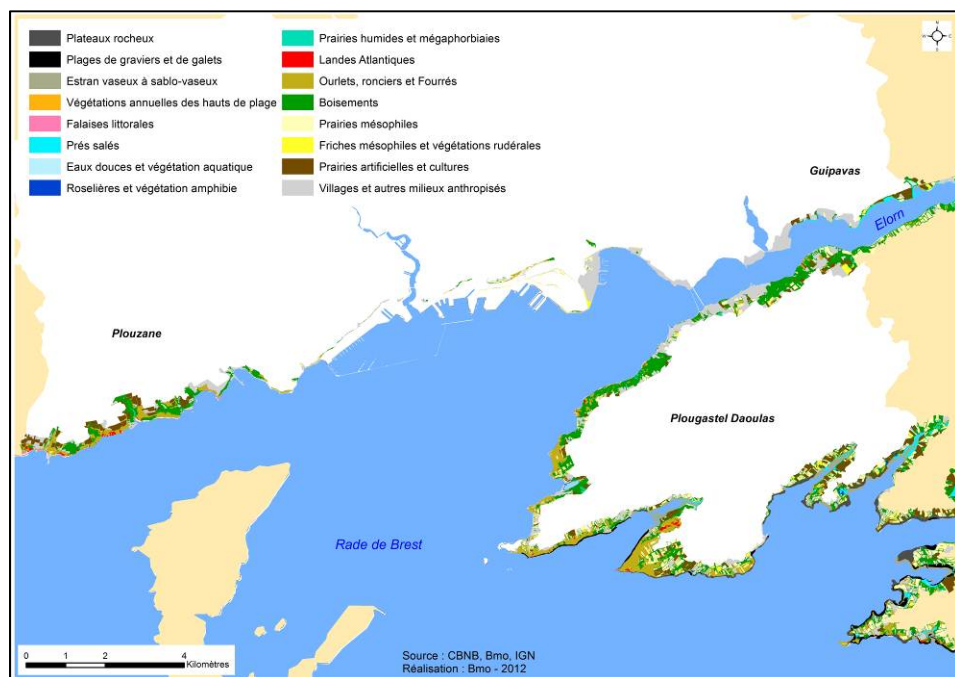 Plateaux rocheux
Plages de graviers et de galets
Estran vaseux à sablo-vaseux
Végétations annuelles des hauts de plage
Falaises littorales
Prés salés
Eaux douces et végétation aquatique
Roselières et végétation amphibie
Prairies humides et mégaphorbiaies
Landes Atlantiques
Ourlets, ronciers et Fourrés
Boisements
Prairies mésophiles
Friches mésophiles et végétations rudérales
Prairies artificielles et cultures
Villages et autres milieux anthropisés
N
Guipavas
Elorn
Plouzane
Plougastel Daoulas
Rade de Brest
0 1 2 4
Kilomètres
Source : CBNB, Bmo, IGN
Réalisation : Bmo - 2012